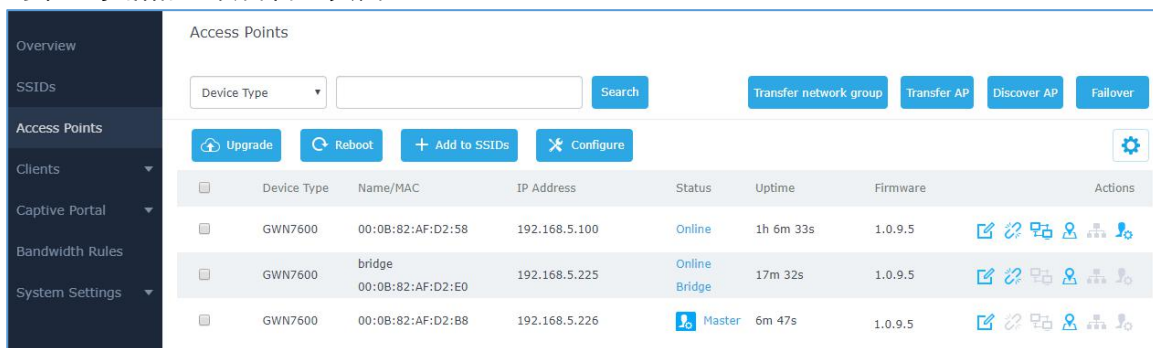 Overview
SSIDs
Access Points
Clients
Captive Portal
Bandwidth Rules
System Settings
Access Points
Device Type
Search
Transfer network group
Transfer AP
Discover AP
Failover
Upgrade
Reboot
+ Add to SSIDs
Configure
Device Type Name/MAC IP Address Status Uptime Firmware Actions
GWN7600 00:0B:82:AF:D2:58 192.168.5.100 Online 1h 6m 33s 1.0.9.5
GWN7600 bridge 192.168.5.225 Online 17m 32s 1.0.9.5
00:0B:82:AF:D2:E0 Bridge
GWN7600 00:0B:82:AF:D2:B8 192.168.5.226 Master 6m 47s 1.0.9.5